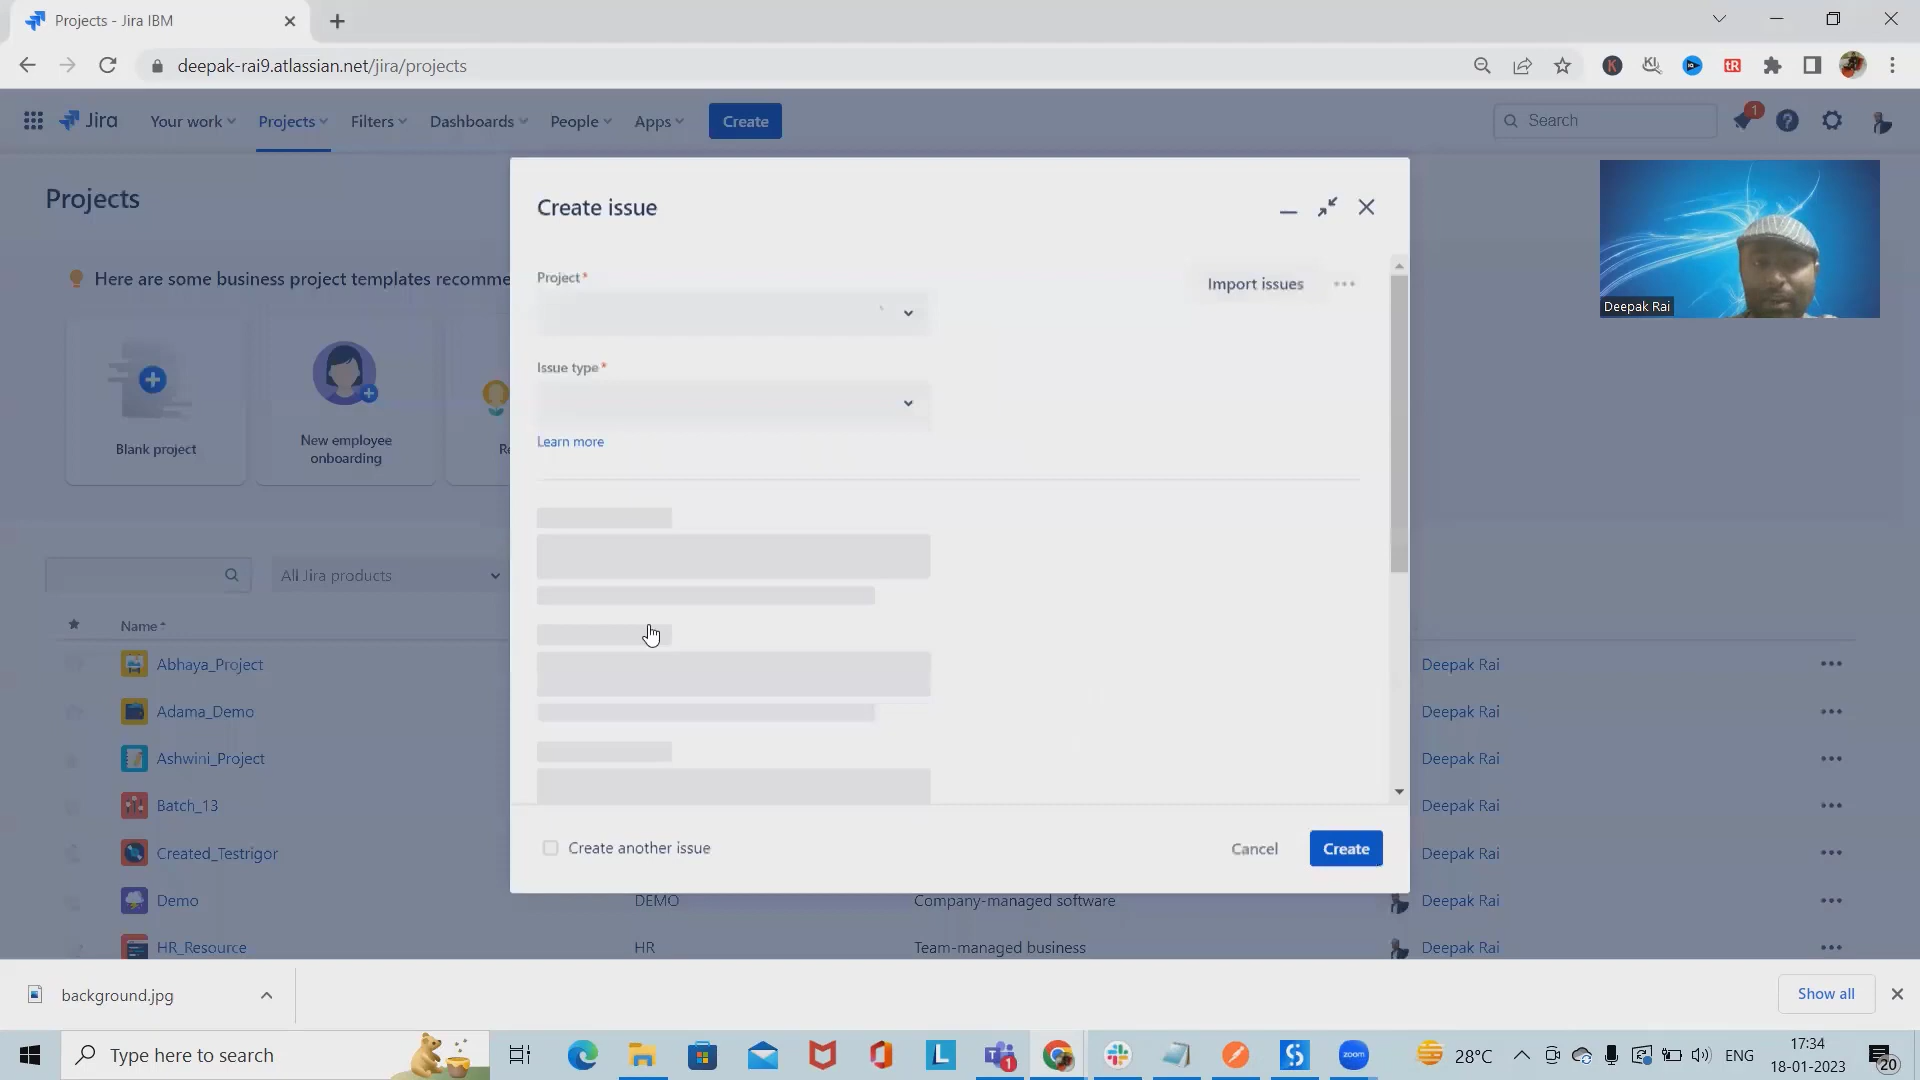 Projects - Jira IBM
deepak-rai9.atlassian.net/jira/projects
Jira
Your work
Projects
Filters
Dashboards
People
Apps
Create
Search
1
Projects
Here are some business project templates recomme
Blank project
New employee
onboarding
Re
Deepak Rai
Create issue
Project*
Import issues
Issue type*
Learn more
Create another issue
Cancel
Create
All Jira products
Name
Abhaya_Project
Deepak Rai
Adama_Demo
Deepak Rai
Ashwini_Project
Deepak Rai
Batch_13
Deepak Rai
Created_Testrigor
Deepak Rai
Demo
DEMO
Company-managed software
Deepak Rai
HR_Resource
HR
Team-managed business
Deepak Rai
background.jpg
Show all
Type here to search
28°C
ENG
17:34
18-01-2023
20